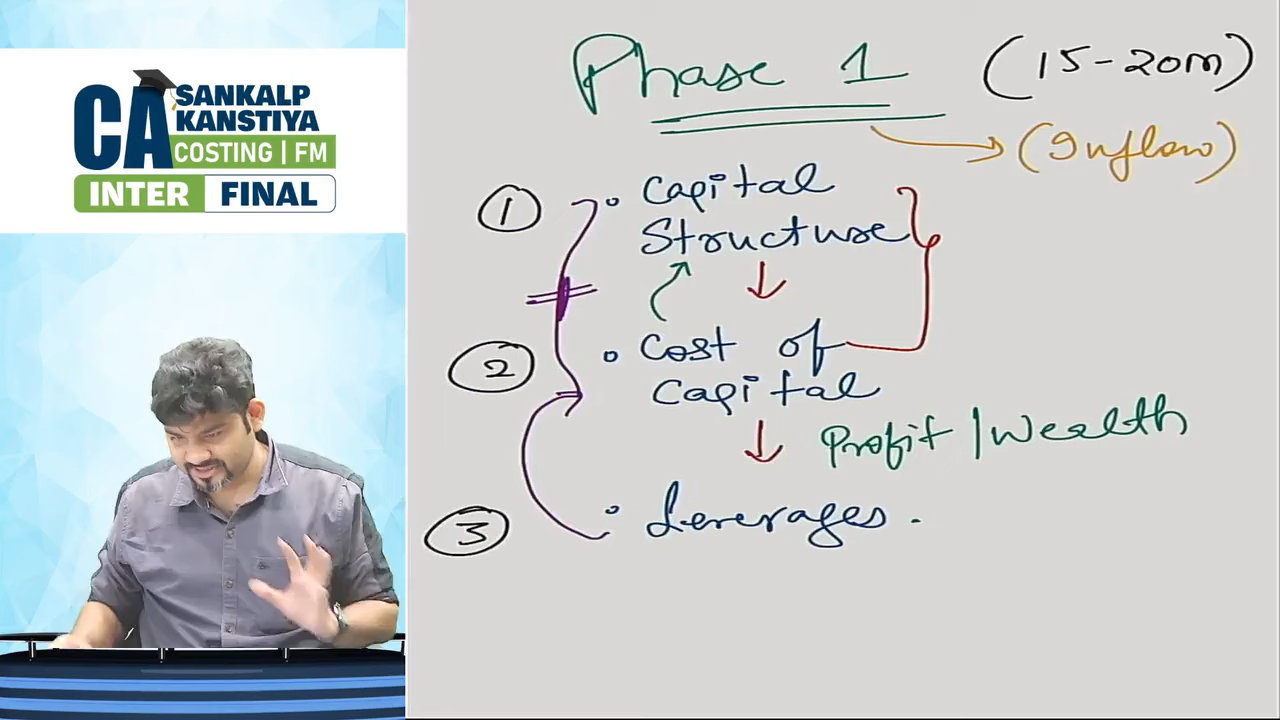 CA SANKALP
KANSTIYA
COSTING | FM
INTER FINAL
Phase 1 (15-20m)
(Inflow)
① • Capital
Structure
② • Cost of
Capital
Profit | Wealth
③ • Leverages.